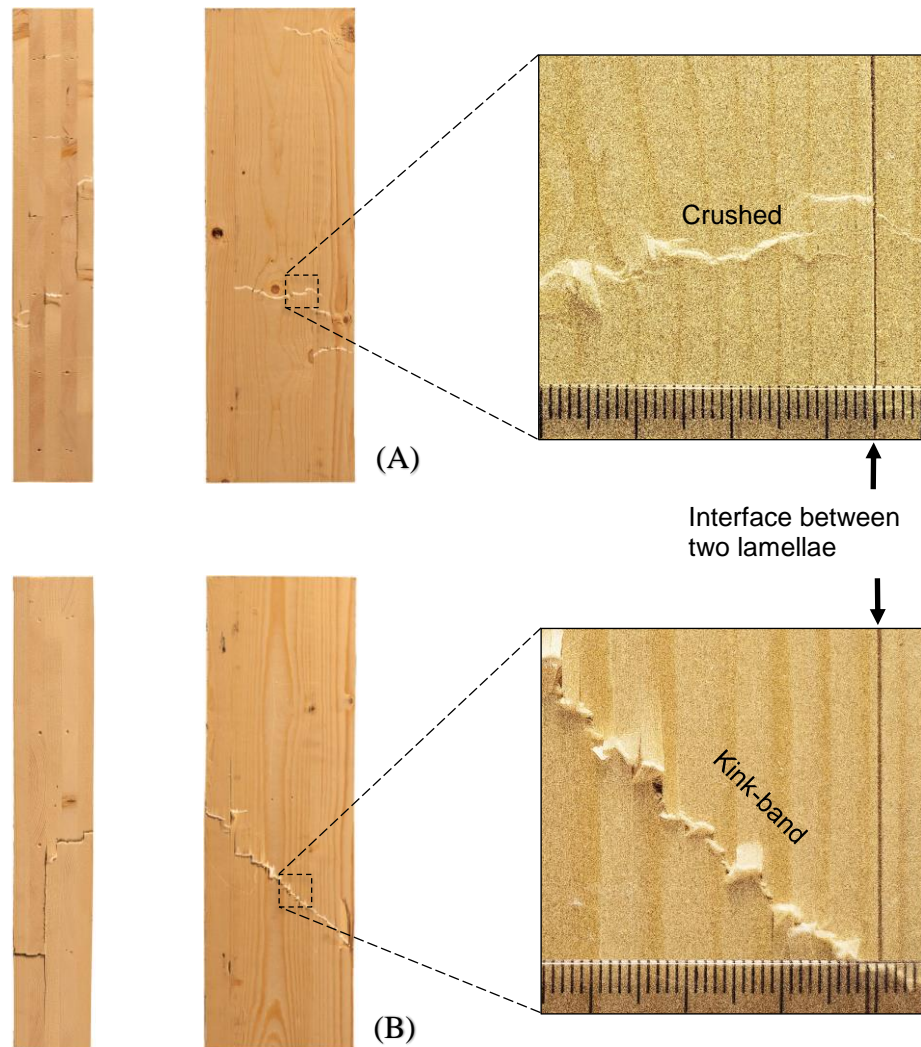 Crushed
(A)
Interface between
two lamellae
Kink-band
(B)